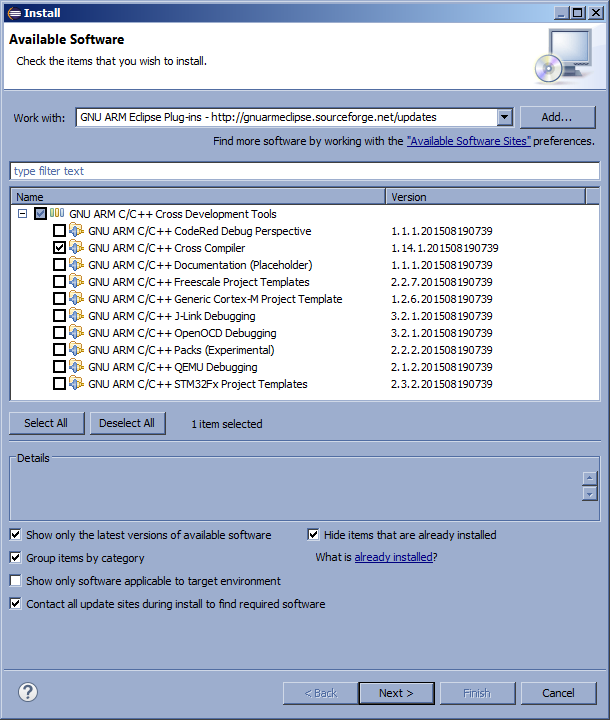 Install
Available Software
Check the items that you wish to install.
Work with: GNU ARM Eclipse Plug-ins - http://gnuarmeclipse.sourceforge.net/updates Add...
Find more software by working with the "Available Software Sites" preferences.
type filter text
Name Version
GNU ARM C/C++ Cross Development Tools
GNU ARM C/C++ CodeRed Debug Perspective 1.1.1.201508190739
GNU ARM C/C++ Cross Compiler 1.14.1.201508190739
GNU ARM C/C++ Documentation (Placeholder) 1.1.1.201508190739
GNU ARM C/C++ Freescale Project Templates 2.2.7.201508190739
GNU ARM C/C++ Generic Cortex-M Project Template 1.2.6.201508190739
GNU ARM C/C++ J-Link Debugging 3.2.1.201508190739
GNU ARM C/C++ OpenOCD Debugging 3.2.1.201508190739
GNU ARM C/C++ Packs (Experimental) 2.2.2.201508190739
GNU ARM C/C++ QEMU Debugging 2.1.2.201508190739
GNU ARM C/C++ STM32Fx Project Templates 2.3.2.201508190739
Select All Deselect All 1 item selected
Details
Show only the latest versions of available software Hide items that are already installed
Group items by category What is already installed?
Show only software applicable to target environment
Contact all update sites during install to find required software
? < Back Next > Finish Cancel